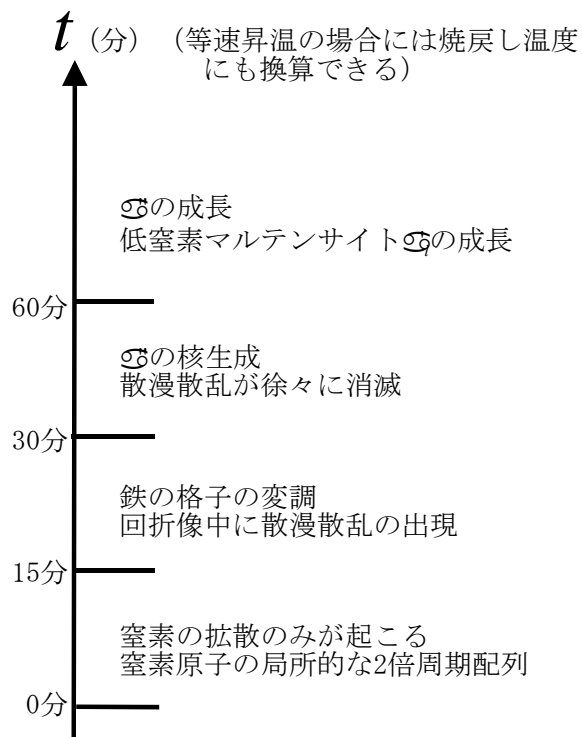 t（分）（等速昇温の場合には焼戻し温度
にも換算できる）
の成長
低窒素マルテンサイトの成長
60分
の核生成
散漫散乱が徐々に消滅
30分
鉄の格子の変調
回折像中に散漫散乱の出現
15分
窒素の拡散のみが起こる
窒素原子の局所的な2倍周期配列
0分